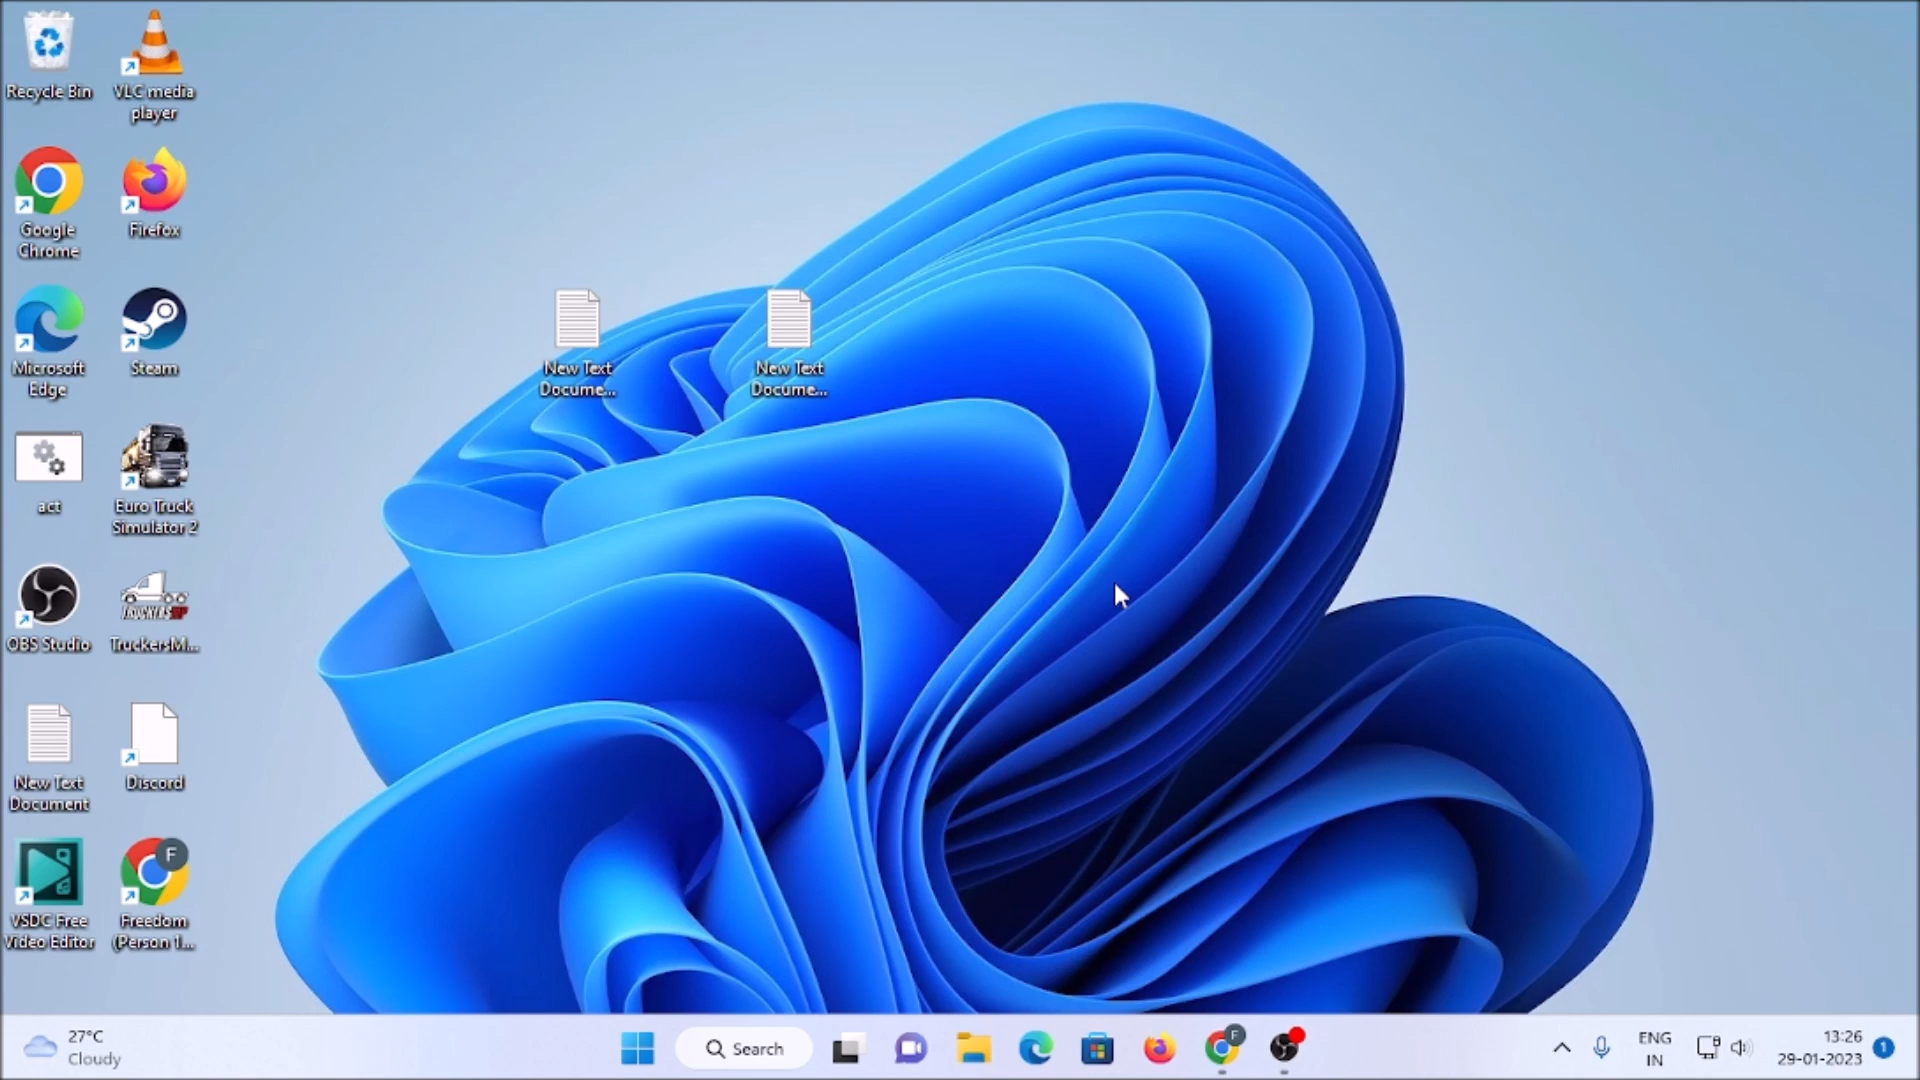 Recycle Bin
VLC media
player
Google
Chrome
Firefox
Microsoft
Edge
Steam
New Text
Docume...
New Text
Docume...
act
Euro Truck
Simulator 2
OBS Studio
TRUCKERSMP
TruckersM...
New Text
Document
Discord
VSDC Free
Video Editor
F
Freedom
(Person 1...
27°C
Cloudy
Search
F
ENG
IN
13:26
29-01-2023
1